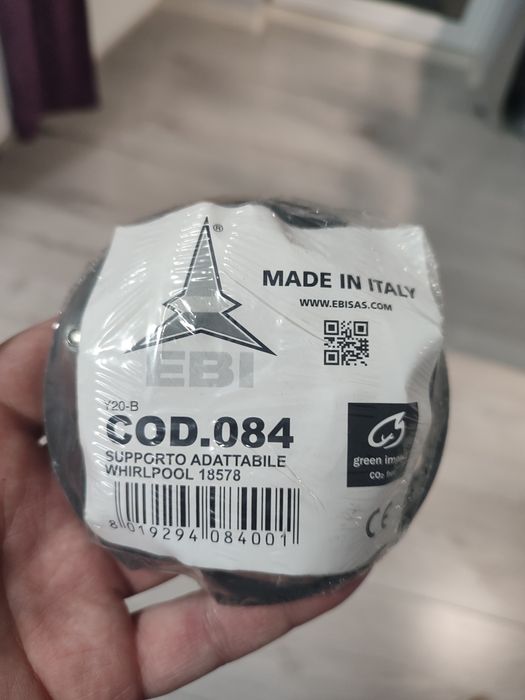 ®
MADE IN ITALY
WWW.EBISAS.COM
EBI
Y20-B
COD.084
SUPPORTO ADATTABILE
WHIRLPOOL 18578
green
CO₂
8 019294 084001
CE